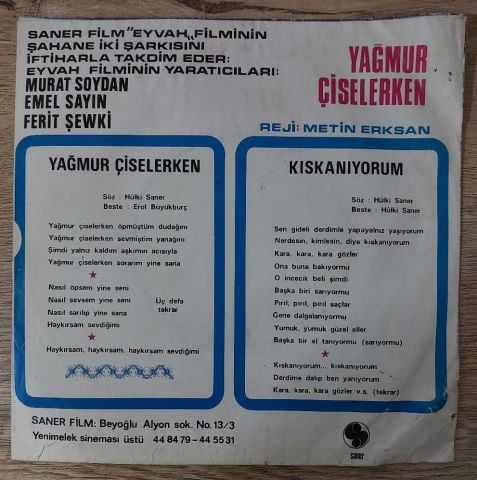 SANER FİLM "EYVAH„ FİLMİNİN
ŞAHANE İKİ ŞARKISINI
İFTİHARLA TAKDİM EDER:
EYVAH FİLMİNİN YARATICILARI:
MURAT SOYDAN
EMEL SAYIN
FERİT ŞEWKİ
YAĞMUR
ÇİSELERKEN
REJİ: METİN ERKSAN
YAĞMUR ÇİSELERKEN
Söz : Hülki Saner
Beste : Erol Büyükburç
Yağmur çiselerken öpmüştüm dudağını
Yağmur çiselerken sevmiştim yanağını
Şimdi yalnız kaldım aşkımın acısıyla
Yağmur çiselerken sorarım yine sana
Nasıl öpsem yine seni
Nasıl sevsem yine seni
Nasıl sarılıp yine sana
Haykırsam sevdiğimi
Üç defa
tekrar
Haykırsam, haykırsam, haykırsam sevdiğimi
KISKANIYORUM
Söz : Hulki Saner
Beste : Hulki Saner
Sen gideli derdimle yapayalnız yaşıyorum
Nerdesin, kimlesin, diye kıskanıyorum
Kara, kara, kara gözler
Ona buna bakıyormu
O incecik beli şimdi
Başka biri sarıyormu
Pırıl, pırıl, pırıl saçlar
Gene dalgalanıyormu
Yumuk, yumuk güzel eller
Başka bir el tanıyormu (sarıyormu)
Kıskanıyorum... kıskanıyorum
Derdime dalıp ben yanıyorum
Kara, kara, kara gözler v.s. (tekrar)
SANER FİLM: Beyoğlu Alyon sok. No.13/3
Yenimelek sineması üstü 44 84 79 - 44 55 31
saner